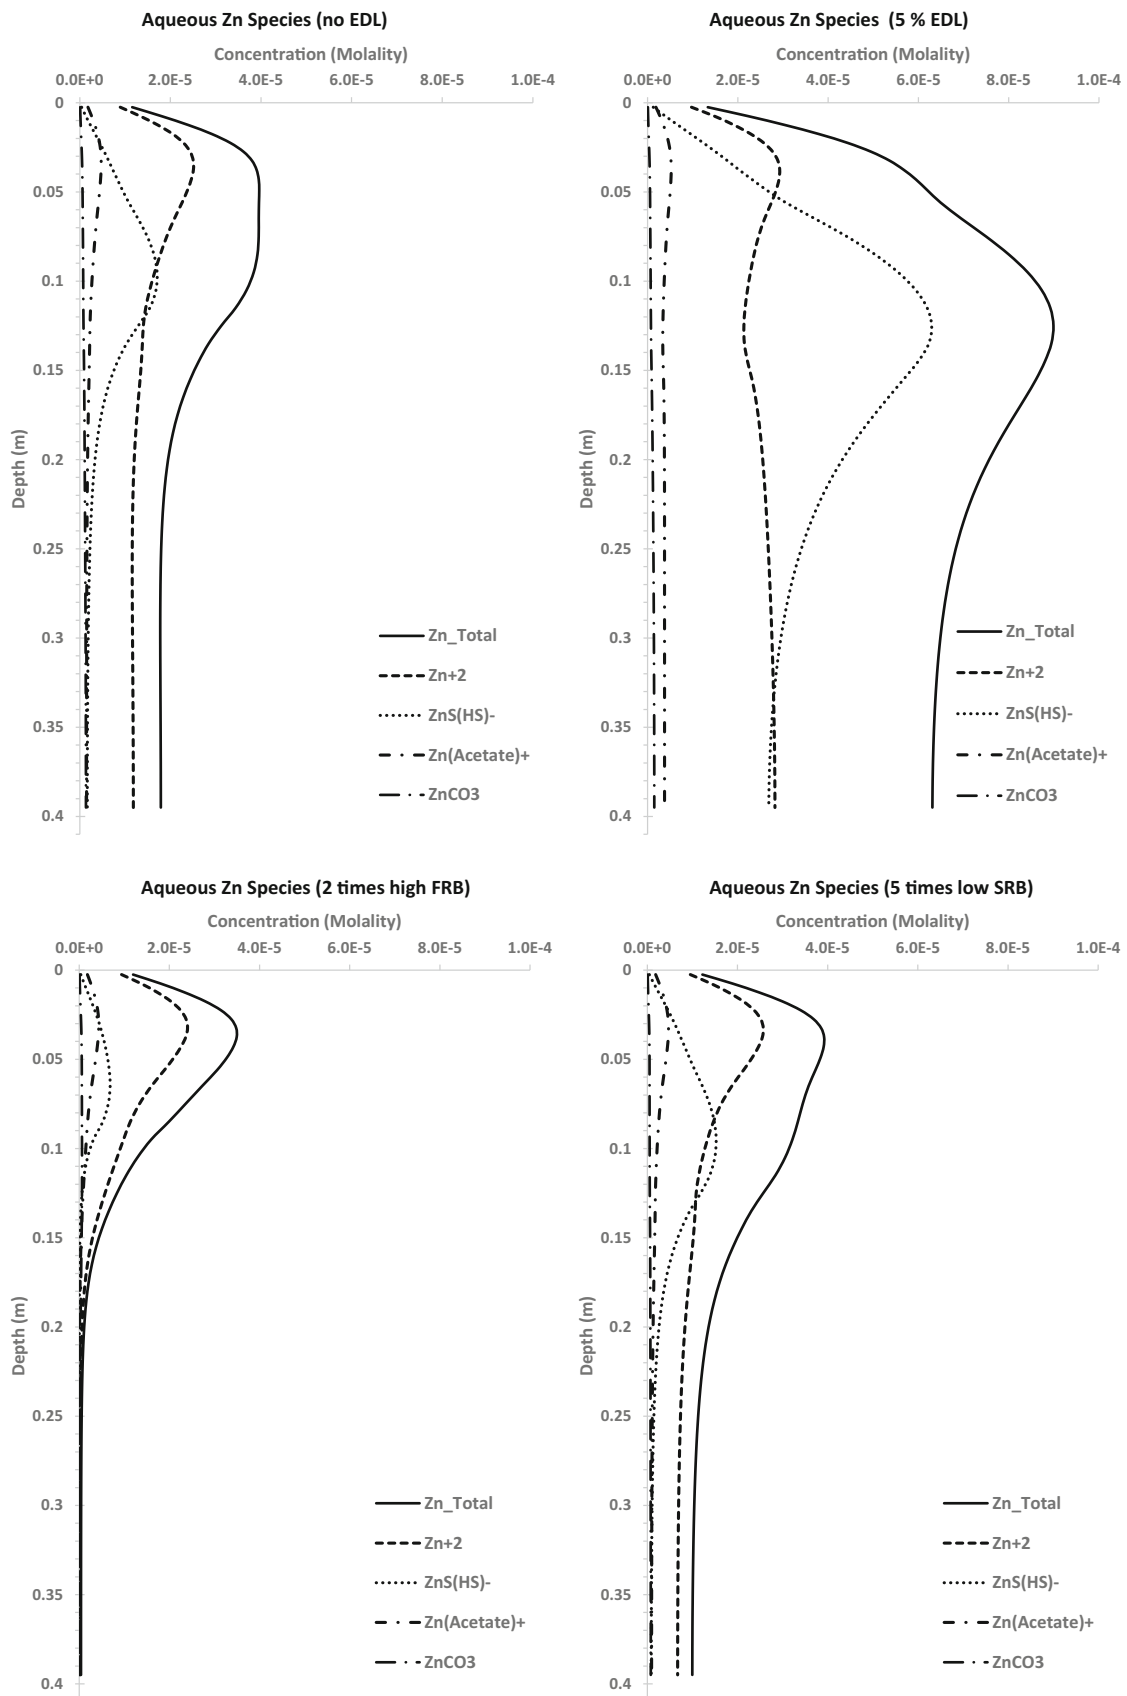 Aqueous Zn Species (no EDL)
Concentration (Molality)
0.0E+0 2.0E-5 4.0E-5 6.0E-5 8.0E-5 1.0E-4
0
0.05
0.1
0.15
0.2
0.25
0.3
0.35
0.4
Depth (m)
Zn_Total
Zn+2
ZnS(HS)-
Zn(Acetate)+
ZnCO3
Aqueous Zn Species (5 % EDL)
Concentration (Molality)
0.0E+0 2.0E-5 4.0E-5 6.0E-5 8.0E-5 1.0E-4
0
0.05
0.1
0.15
0.2
0.25
0.3
0.35
0.4
Depth (m)
Zn_Total
Zn+2
ZnS(HS)-
Zn(Acetate)+
ZnCO3
Aqueous Zn Species (2 times high FRB)
Concentration (Molality)
0.0E+0 2.0E-5 4.0E-5 6.0E-5 8.0E-5 1.0E-4
0
0.05
0.1
0.15
0.2
0.25
0.3
0.35
0.4
Depth (m)
Zn_Total
Zn+2
ZnS(HS)-
Zn(Acetate)+
ZnCO3
Aqueous Zn Species (5 times low SRB)
Concentration (Molality)
0.0E+0 2.0E-5 4.0E-5 6.0E-5 8.0E-5 1.0E-4
0
0.05
0.1
0.15
0.2
0.25
0.3
0.35
0.4
Depth (m)
Zn_Total
Zn+2
ZnS(HS)-
Zn(Acetate)+
ZnCO3